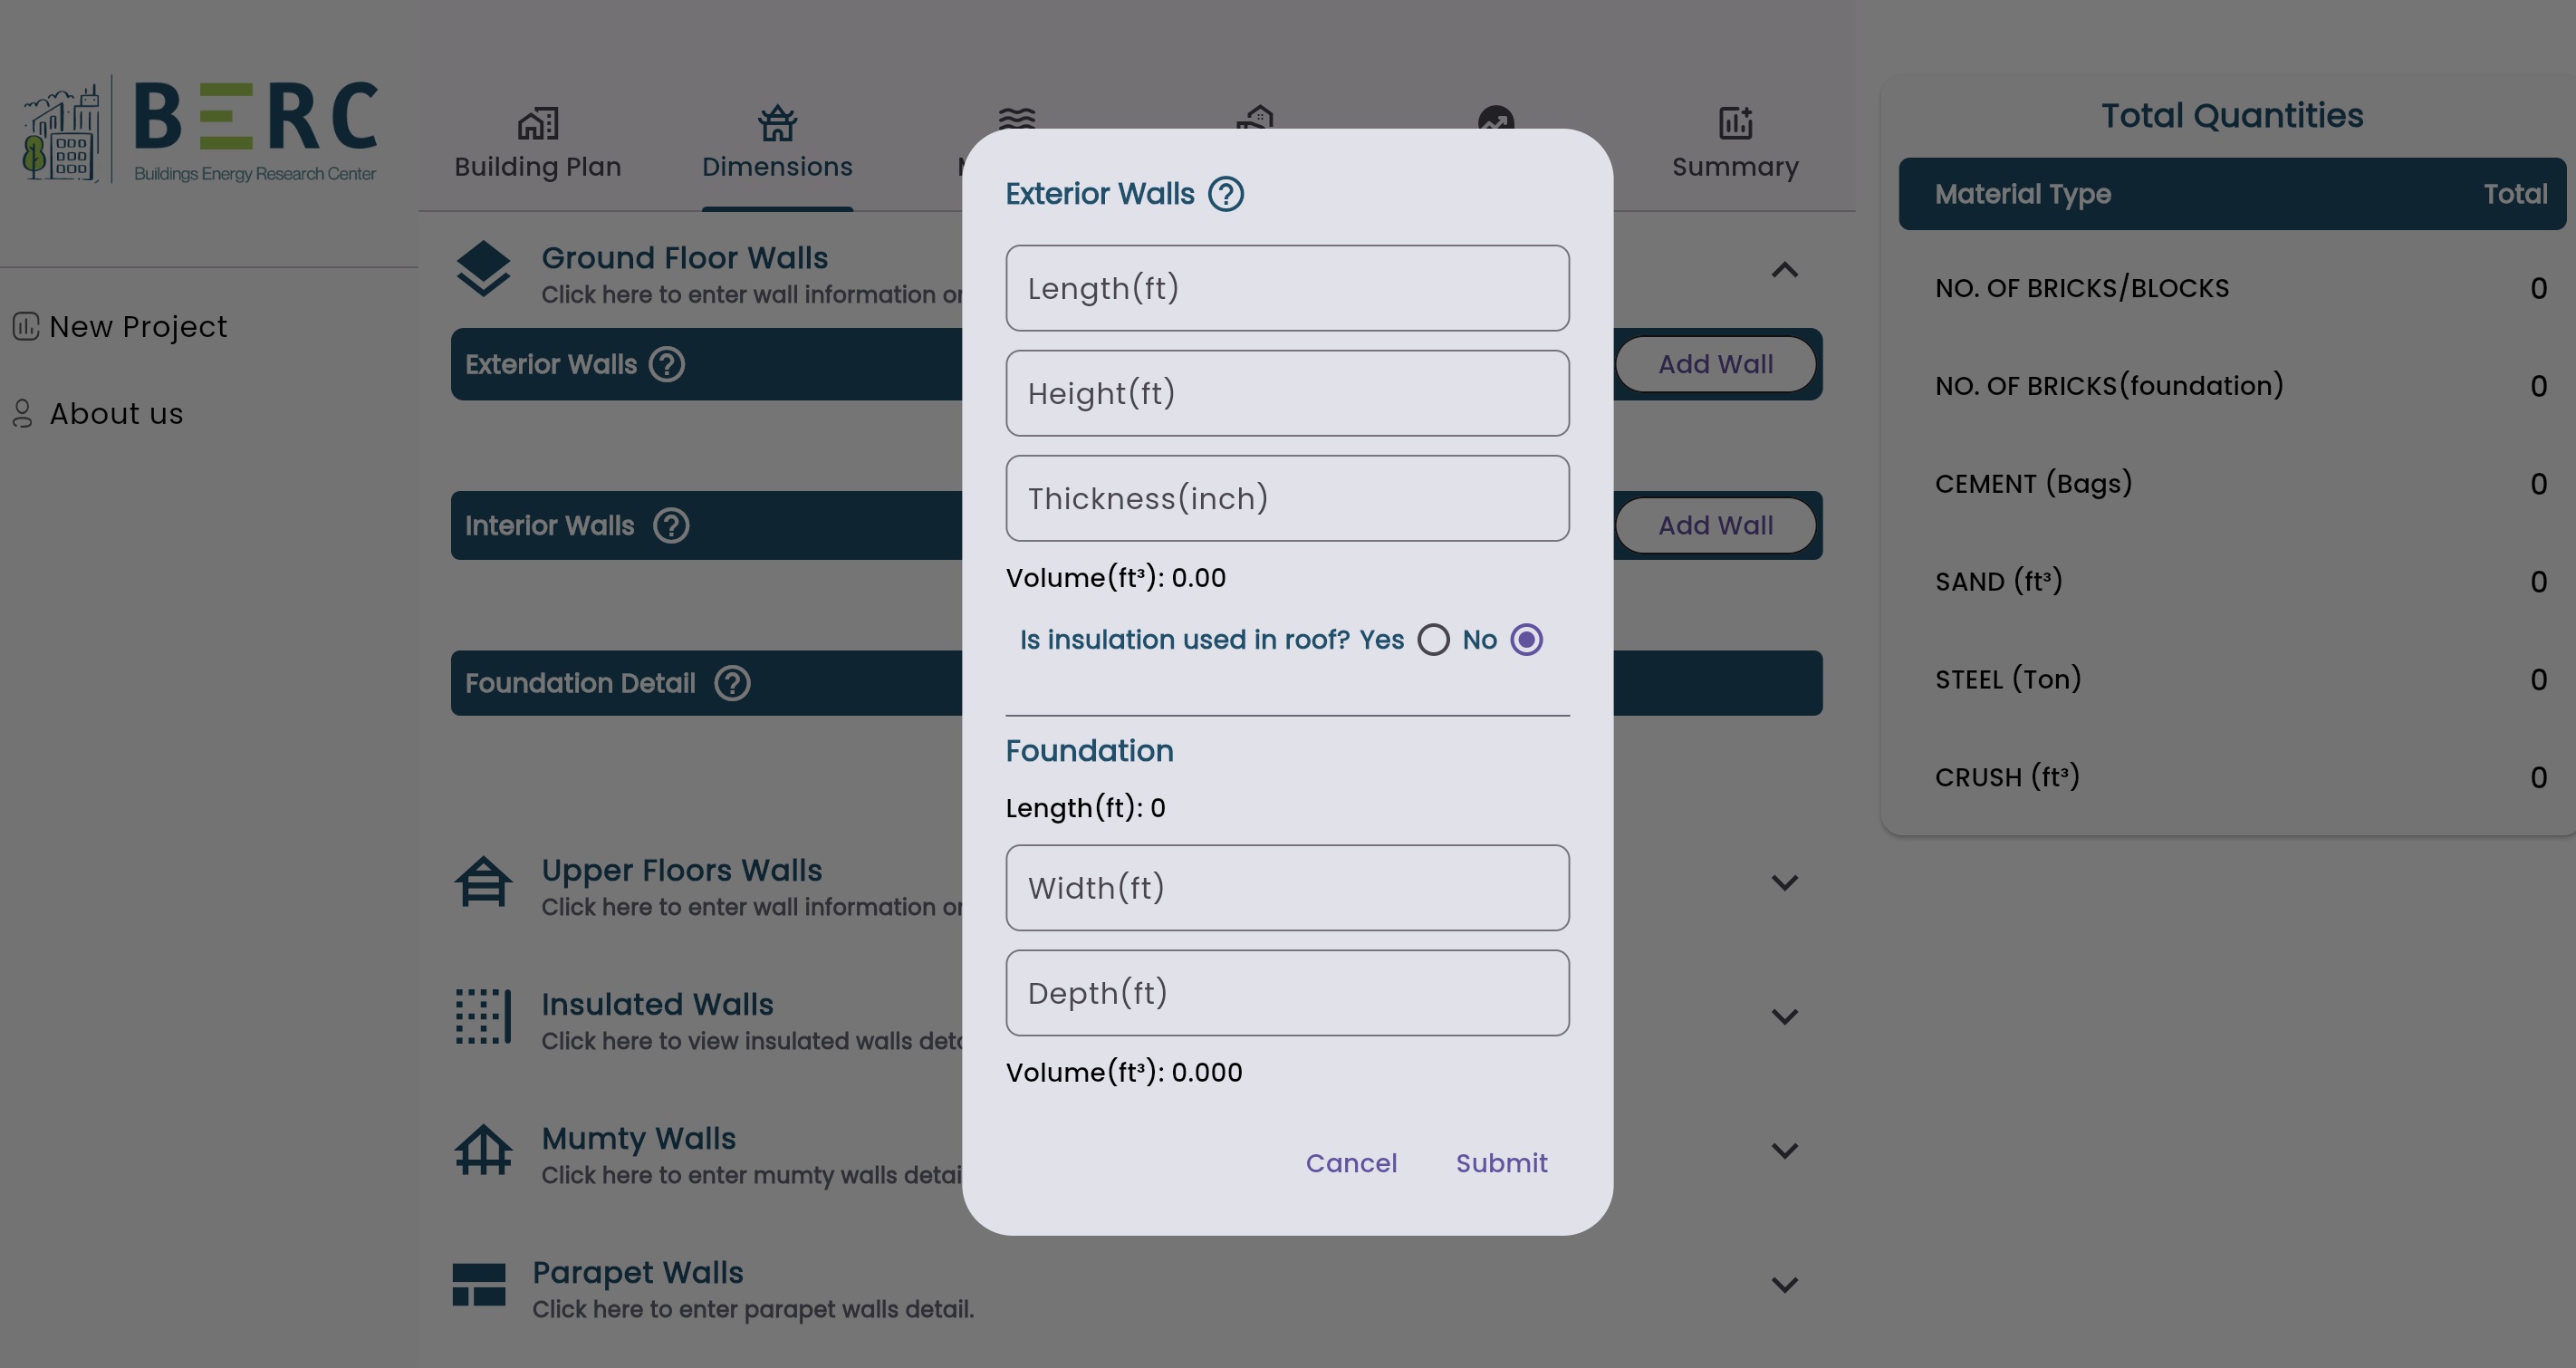 BERC
Buildings Energy Research Center
New Project
About us
Building Plan
Dimensions
Summary
Ground Floor Walls
Click here to enter wall information
Exterior Walls
Add Wall
Interior Walls
Add Wall
Foundation Detail
Upper Floors Walls
Click here to enter wall information
Insulated Walls
Click here to view insulated walls
Mumty Walls
Click here to enter mumty walls
Parapet Walls
Click here to enter parapet walls detail.
Exterior Walls
Length(ft)
Height(ft)
Thickness(inch)
Volume(ft³): 0.00
Is insulation used in roof? Yes No
Foundation
Length(ft): 0
Width(ft)
Depth(ft)
Volume(ft³): 0.000
Cancel Submit
Total Quantities
Material Type Total
NO. OF BRICKS/BLOCKS 0
NO. OF BRICKS(foundation) 0
CEMENT (Bags) 0
SAND (ft³) 0
STEEL (Ton) 0
CRUSH (ft³) 0